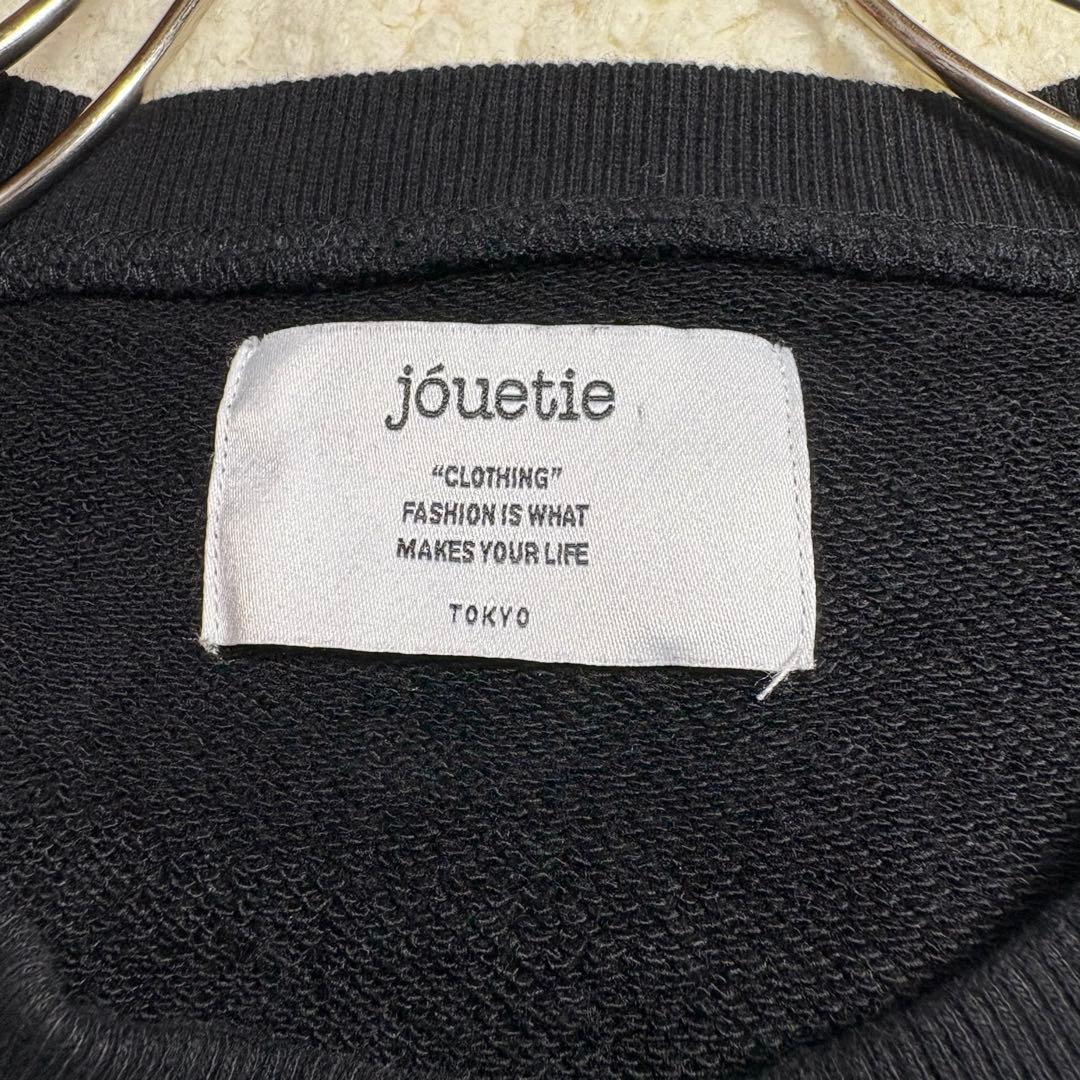 jóuetie
“CLOTHING”
FASHION IS WHAT
MAKES YOUR LIFE
TOKYO